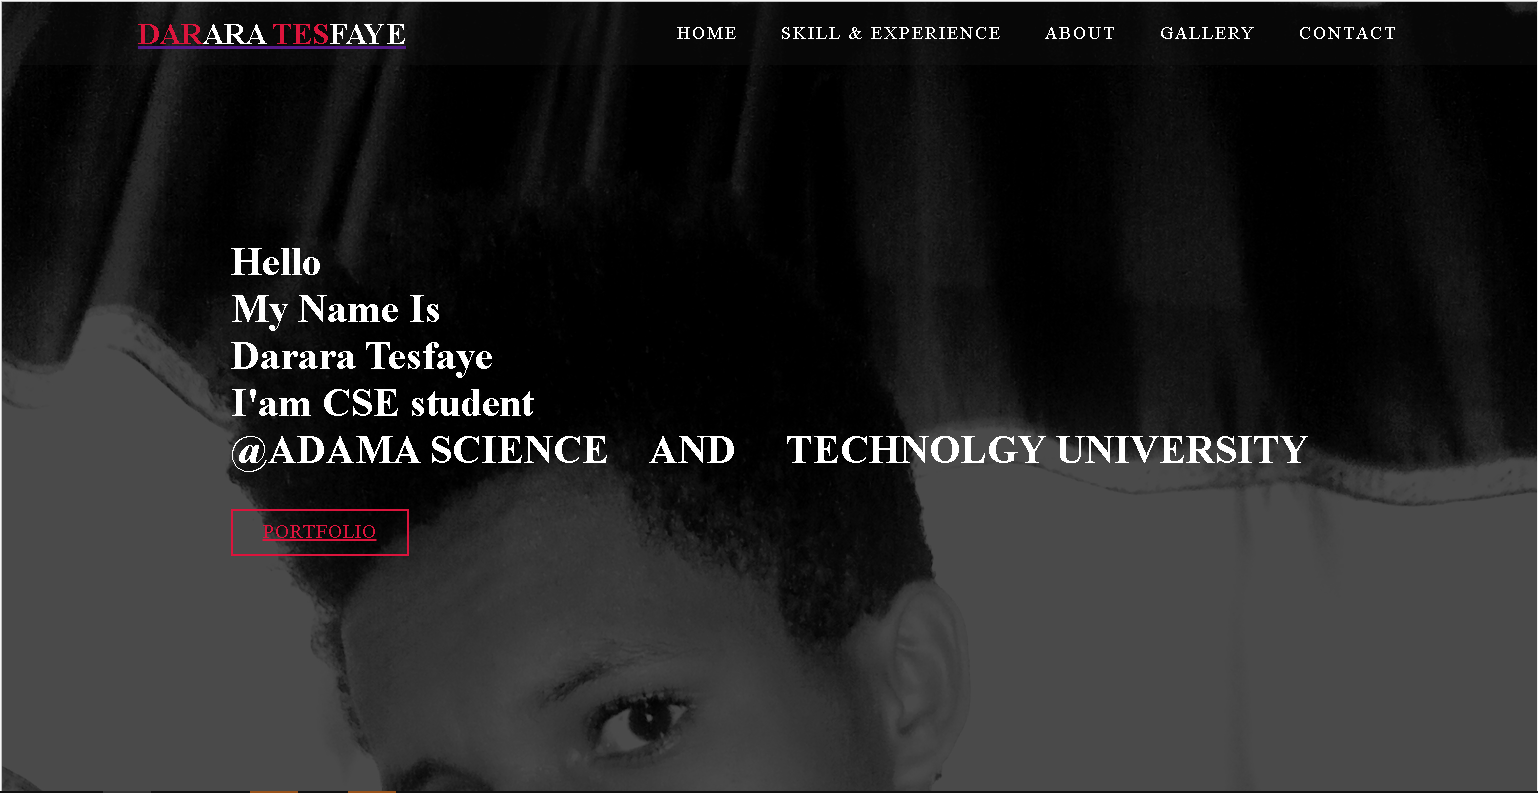 DARARA TESFAYE
HOME SKILL & EXPERIENCE ABOUT GALLERY CONTACT
Hello
My Name Is
Darara Tesfaye
I'am CSE student
@ADAMA SCIENCE AND TECHNOLGY UNIVERSITY
PORTFOLIO